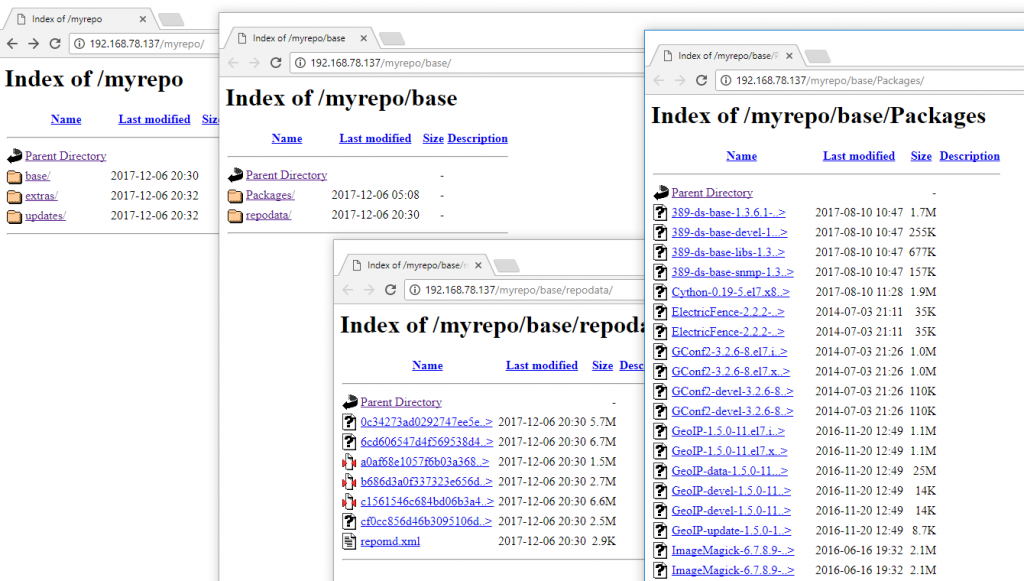 Index of /myrepo
192.168.78.137/myrepo/
Index of /myrepo
Name Last modified Siz
Parent Directory
base/ 2017-12-06 20:30
extras/ 2017-12-06 20:32
updates/ 2017-12-06 20:32
Index of /myrepo/base
192.168.78.137/myrepo/base/
Index of /myrepo/base
Name Last modified Size Description
Parent Directory -
Packages/ 2017-12-06 05:08 -
repodata/ 2017-12-06 20:30 -
Index of /myrepo/base/r
192.168.78.137/myrepo/base/repodata/
Index of /myrepo/base/repoda
Name Last modified Size Desc
Parent Directory -
0c34273ad0292747ee5e..> 2017-12-06 20:30 5.7M
6cd606547d4f569538d4..> 2017-12-06 20:30 6.7M
a0af68e1057f6b03a368..> 2017-12-06 20:30 1.5M
b686d3a0f337323e656d..> 2017-12-06 20:30 2.7M
c1561546c684bd06b3a4..> 2017-12-06 20:30 6.6M
cf0cc856d46b3095106d..> 2017-12-06 20:30 2.5M
repomd.xml 2017-12-06 20:30 2.9K
Index of /myrepo/base/P
192.168.78.137/myrepo/base/Packages/
Index of /myrepo/base/Packages
Name Last modified Size Description
Parent Directory -
389-ds-base-1.3.6.1-..> 2017-08-10 10:47 1.7M
389-ds-base-devel-1...> 2017-08-10 10:47 255K
389-ds-base-libs-1.3..> 2017-08-10 10:47 677K
389-ds-base-snmp-1.3..> 2017-08-10 10:47 157K
Cython-0.19-5.el7.x8..> 2017-08-10 11:28 1.9M
ElectricFence-2.2.2-..> 2014-07-03 21:11 35K
ElectricFence-2.2.2-..> 2014-07-03 21:11 35K
GConf2-3.2.6-8.el7.i..> 2014-07-03 21:26 1.0M
GConf2-3.2.6-8.el7.x..> 2014-07-03 21:26 1.0M
GConf2-devel-3.2.6-8..> 2014-07-03 21:26 110K
GConf2-devel-3.2.6-8..> 2014-07-03 21:26 110K
GeoIP-1.5.0-11.el7.i..> 2016-11-20 12:49 1.1M
GeoIP-1.5.0-11.el7.x..> 2016-11-20 12:49 1.1M
GeoIP-data-1.5.0-11...> 2016-11-20 12:49 25M
GeoIP-devel-1.5.0-11..> 2016-11-20 12:49 14K
GeoIP-devel-1.5.0-11..> 2016-11-20 12:49 14K
GeoIP-update-1.5.0-1..> 2016-11-20 12:49 8.7K
ImageMagick-6.7.8.9-..> 2016-06-16 19:32 2.1M
ImageMagick-6.7.8.9-..> 2016-06-16 19:32 2.1M